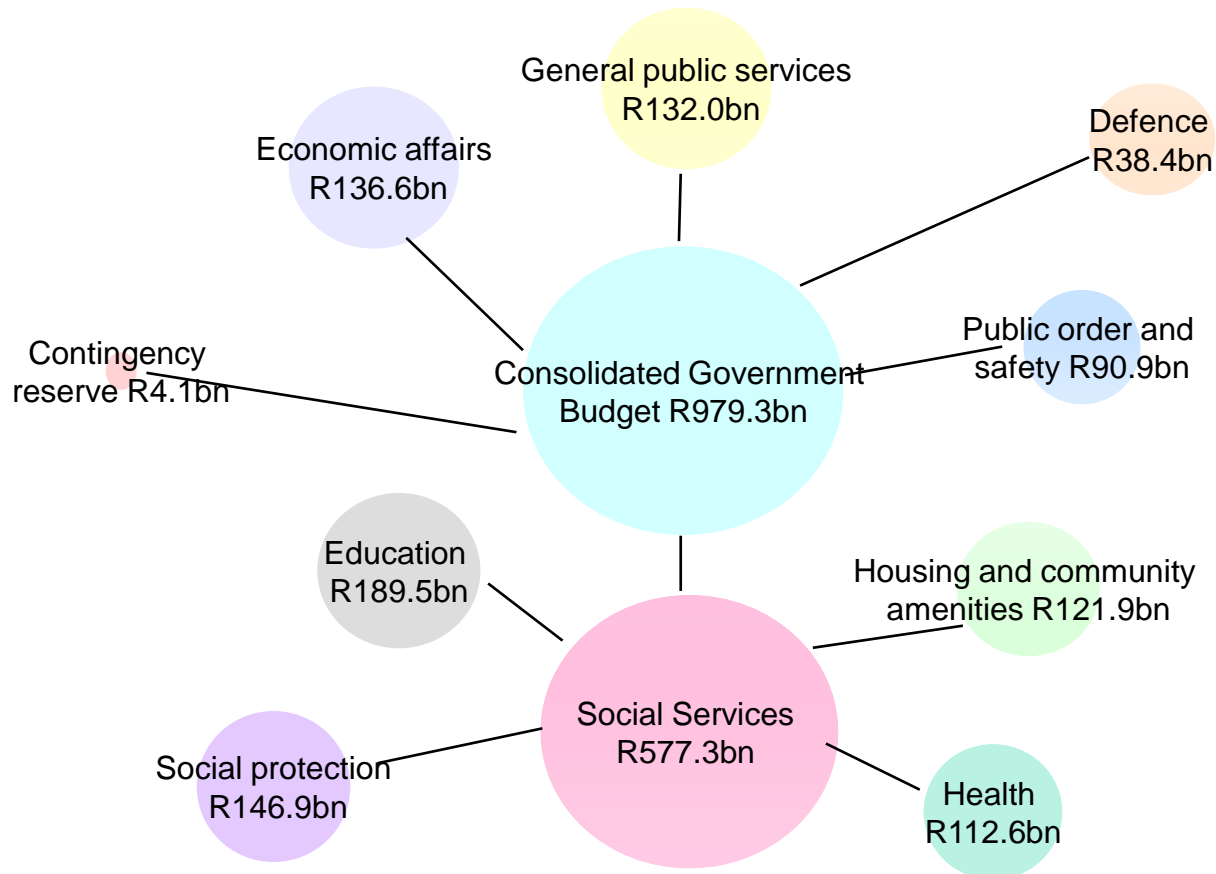 General public services
R132.0bn
Defence
R38.4bn
Economic affairs
R136.6bn
Public order and
safety R90.9bn
Contingency
reserve R4.1bn
Consolidated Government
Budget R979.3bn
Education
R189.5bn
Housing and community
amenities R121.9bn
Social Services
R577.3bn
Social protection
R146.9bn
Health
R112.6bn